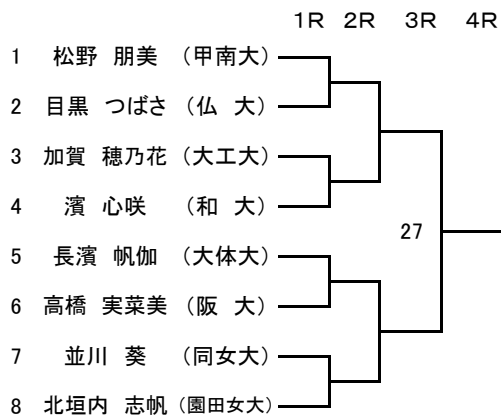 1R 2R 3R 4R
1 松野 朋美 (甲南大)
2 目黒 つばさ (仏 大)
3 加賀 穂乃花 (大工大)
4 濱 心咲 (和 大)
27
5 長濱 帆伽 (大体大)
6 高橋 実菜美 (阪 大)
7 並川 葵 (同女大)
8 北垣内 志帆 (園田女大)